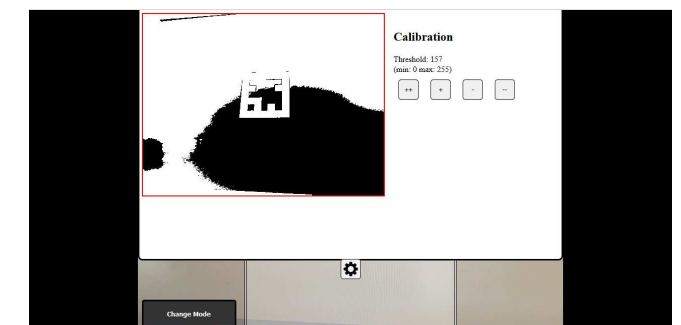 Calibration
Threshold: 157
(min: 0 max: 255)
++ + - --
Change Mode